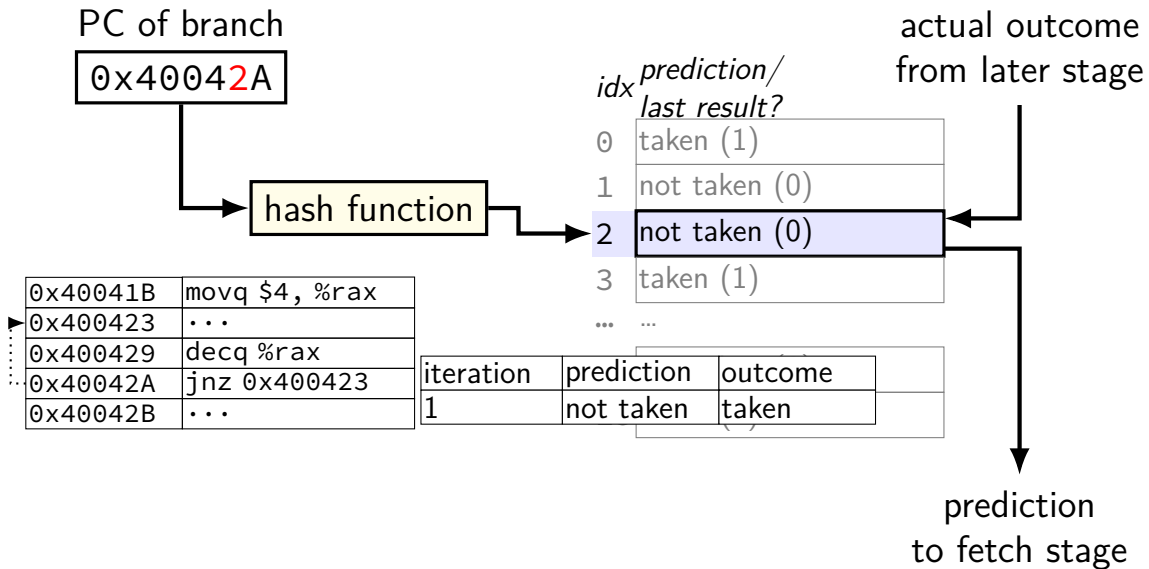 PC of branch
0x40042A
actual outcome
from later stage
idx prediction/
last result?
0 taken (1)
1 not taken (0)
hash function
2 not taken (0)
3 taken (1)
... ...
0x40041B movq $4, %rax
0x400423 ...
0x400429 decq %rax
0x40042A jnz 0x400423
0x40042B ...
iteration prediction outcome
1 not taken taken
prediction
to fetch stage